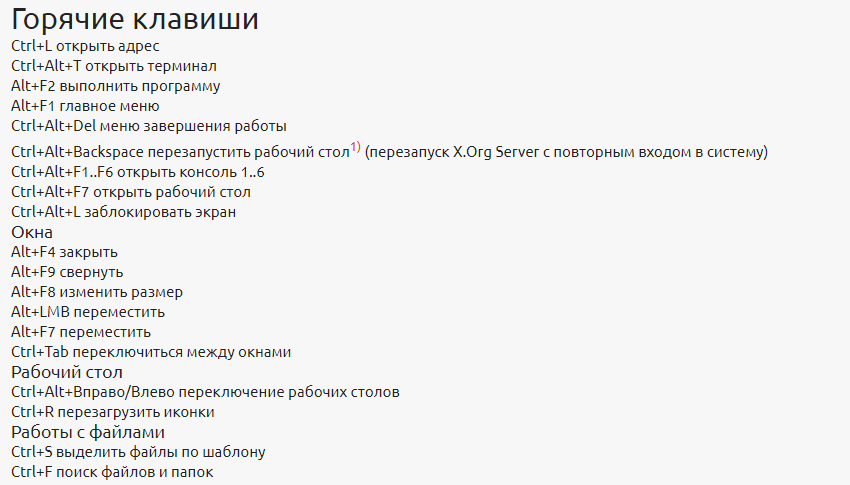 Горячие клавиши
Ctrl+L открыть адрес
Ctrl+Alt+T открыть терминал
Alt+F2 выполнить программу
Alt+F1 главное меню
Ctrl+Alt+Del меню завершения работы
Ctrl+Alt+Backspace перезапустить рабочий стол1) (перезапуск X.Org Server с повторным входом в систему)
Ctrl+Alt+F1..F6 открыть консоль 1..6
Ctrl+Alt+F7 открыть рабочий стол
Ctrl+Alt+L заблокировать экран
Окна
Alt+F4 закрыть
Alt+F9 свернуть
Alt+F8 изменить размер
Alt+LMB переместить
Alt+F7 переместить
Ctrl+Tab переключиться между окнами
Рабочий стол
Ctrl+Alt+Вправо/Влево переключение рабочих столов
Ctrl+R перезагрузить иконки
Работы с файлами
Ctrl+S выделить файлы по шаблону
Ctrl+F поиск файлов и папок